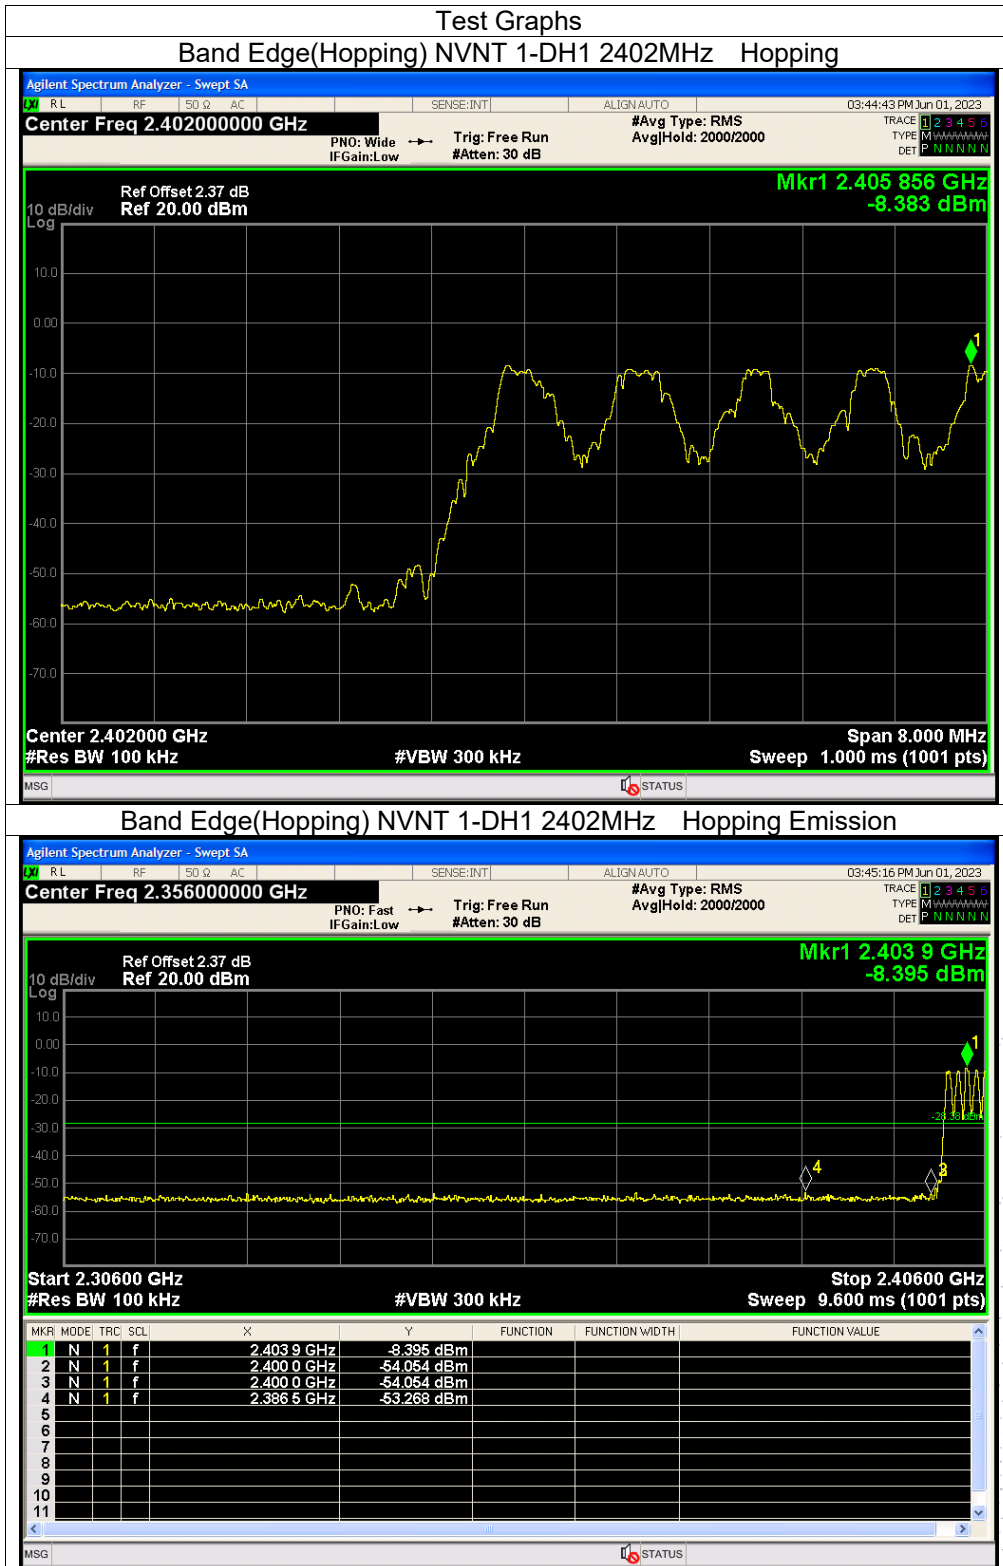 Test Graphs
Band Edge(Hopping) NVNT 1-DH1 2402MHz Hopping
Agilent Spectrum Analyzer - Swept SA
LXI RL RF 50 Ω AC SENSE:INT ALIGN AUTO 03:44:43 PM Jun 01, 2023
Center Freq 2.402000000 GHz #Avg Type: RMS TRACE 1 2 3 4 5 6
PNO: Wide Trig: Free Run Avg|Hold: 2000/2000 TYPE M WWWWW
IFGain:Low #Atten: 30 dB DET P N N N N N
Mkr1 2.405 856 GHz
Ref Offset 2.37 dB -8.383 dBm
10 dB/div Ref 20.00 dBm
Log
10.0
0.00
1
-10.0
-20.0
-30.0
-40.0
-50.0
-60.0
-70.0
Center 2.402000 GHz Span 8.000 MHz
#Res BW 100 kHz #VBW 300 kHz Sweep 1.000 ms (1001 pts)
MSG STATUS
Band Edge(Hopping) NVNT 1-DH1 2402MHz Hopping Emission
Agilent Spectrum Analyzer - Swept SA
LXI RL RF 50 Ω AC SENSE:INT ALIGN AUTO 03:45:16 PM Jun 01, 2023
Center Freq 2.356000000 GHz #Avg Type: RMS TRACE 1 2 3 4 5 6
PNO: Fast Trig: Free Run Avg|Hold: 2000/2000 TYPE M WWWWW
IFGain:Low #Atten: 30 dB DET P N N N N N
Mkr1 2.403 9 GHz
Ref Offset 2.37 dB -8.395 dBm
10 dB/div Ref 20.00 dBm
Log
10.0
0.00 1
-10.0
-20.0
-28.38 dBm
-30.0
-40.0
4
-50.0
-60.0
-70.0
Start 2.30600 GHz Stop 2.40600 GHz
#Res BW 100 kHz #VBW 300 kHz Sweep 9.600 ms (1001 pts)
MKR MODE TRC SCL X Y FUNCTION FUNCTION WIDTH FUNCTION VALUE
1 N 1 f 2.403 9 GHz -8.395 dBm
2 N 1 f 2.400 0 GHz -54.054 dBm
3 N 1 f 2.400 0 GHz -54.054 dBm
4 N 1 f 2.386 5 GHz -53.268 dBm
5
6
7
8
9
10
11
MSG STATUS